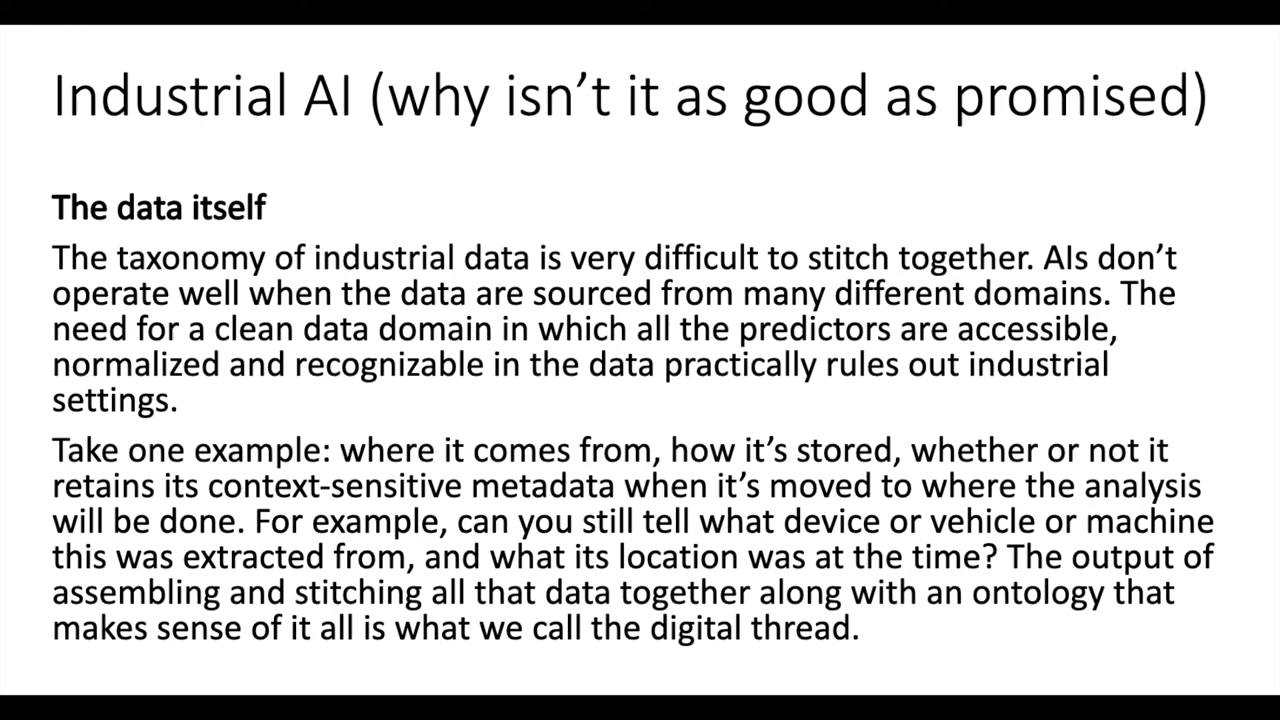 Industrial AI (why isn’t it as good as promised)
The data itself
The taxonomy of industrial data is very difficult to stitch together. AIs don’t
operate well when the data are sourced from many different domains. The
need for a clean data domain in which all the predictors are accessible,
normalized and recognizable in the data practically rules out industrial
settings.
Take one example: where it comes from, how it’s stored, whether or not it
retains its context-sensitive metadata when it’s moved to where the analysis
will be done. For example, can you still tell what device or vehicle or machine
this was extracted from, and what its location was at the time? The output of
assembling and stitching all that data together along with an ontology that
makes sense of it all is what we call the digital thread.